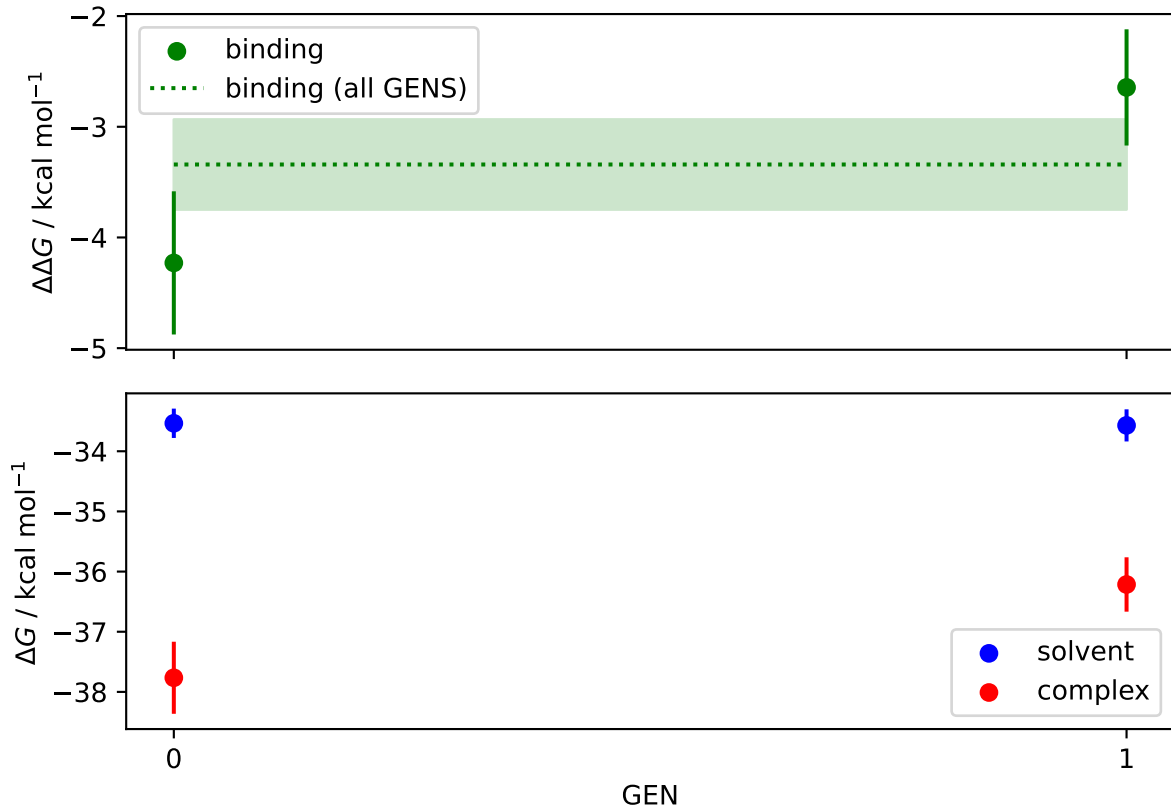 −2
−3
−4
−5
ΔΔG / kcal mol⁻¹
binding
binding (all GENS)
−34
−35
−36
−37
−38
ΔG / kcal mol⁻¹
solvent
complex
0
1
GEN